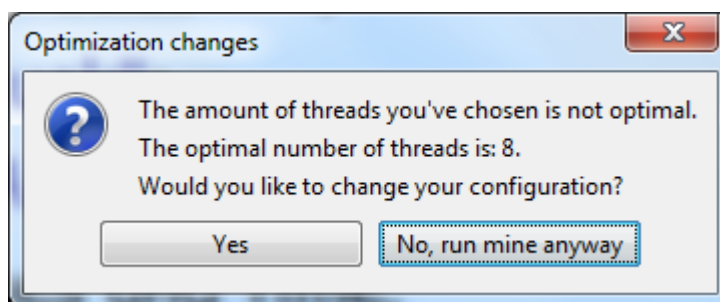 Optimization changes
The amount of threads you've chosen is not optimal.
The optimal number of threads is: 8.
Would you like to change your configuration?
Yes
No, run mine anyway